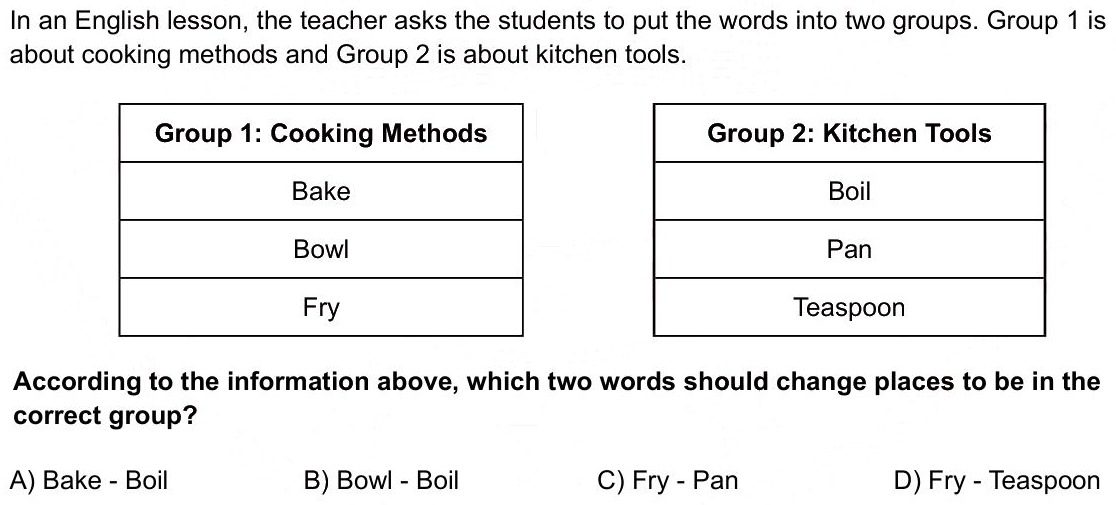 In an English lesson, the teacher asks the students to put the words into two groups. Group 1 is
about cooking methods and Group 2 is about kitchen tools.
Group 1: Cooking Methods
Bake
Bowl
Fry
Group 2: Kitchen Tools
Boil
Pan
Teaspoon
According to the information above, which two words should change places to be in the
correct group?
A) Bake - Boil
B) Bowl - Boil
C) Fry - Pan
D) Fry - Teaspoon